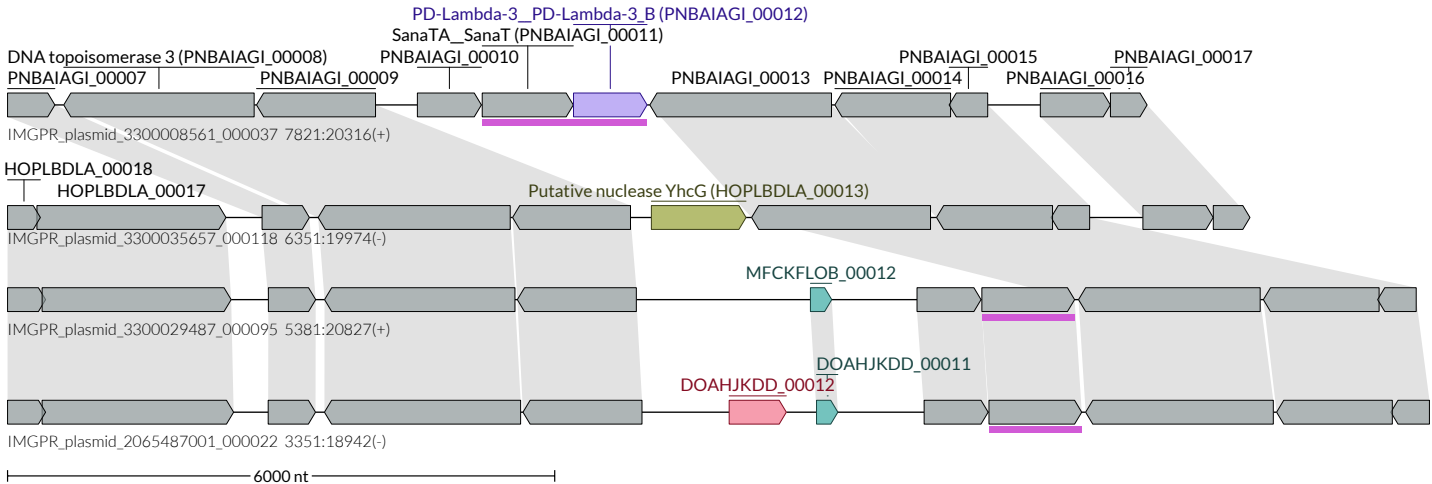 PD-Lambda-3__PD-Lambda-3_B (PNBAIAGI_00012)
SanaTA__SanaT (PNBAIAGI_00011)
DNA topoisomerase 3 (PNBAIAGI_00008) PNBAIAGI_00010 PNBAIAGI_00015 PNBAIAGI_00017
PNBAIAGI_00007 PNBAIAGI_00009 PNBAIAGI_00013 PNBAIAGI_00014 PNBAIAGI_00016
IMGPR_plasmid_3300008561_000037 7821:20316(+)
HOPLBDLA_00018
HOPLBDLA_00017 Putative nuclease YhcG (HOPLBDLA_00013)
IMGPR_plasmid_3300035657_000118 6351:19974(-)
MFCKFLOB_00012
IMGPR_plasmid_3300029487_000095 5381:20827(+)
DOAHJKDD_00011
DOAHJKDD_00012
IMGPR_plasmid_2065487001_000022 3351:18942(-)
6000 nt